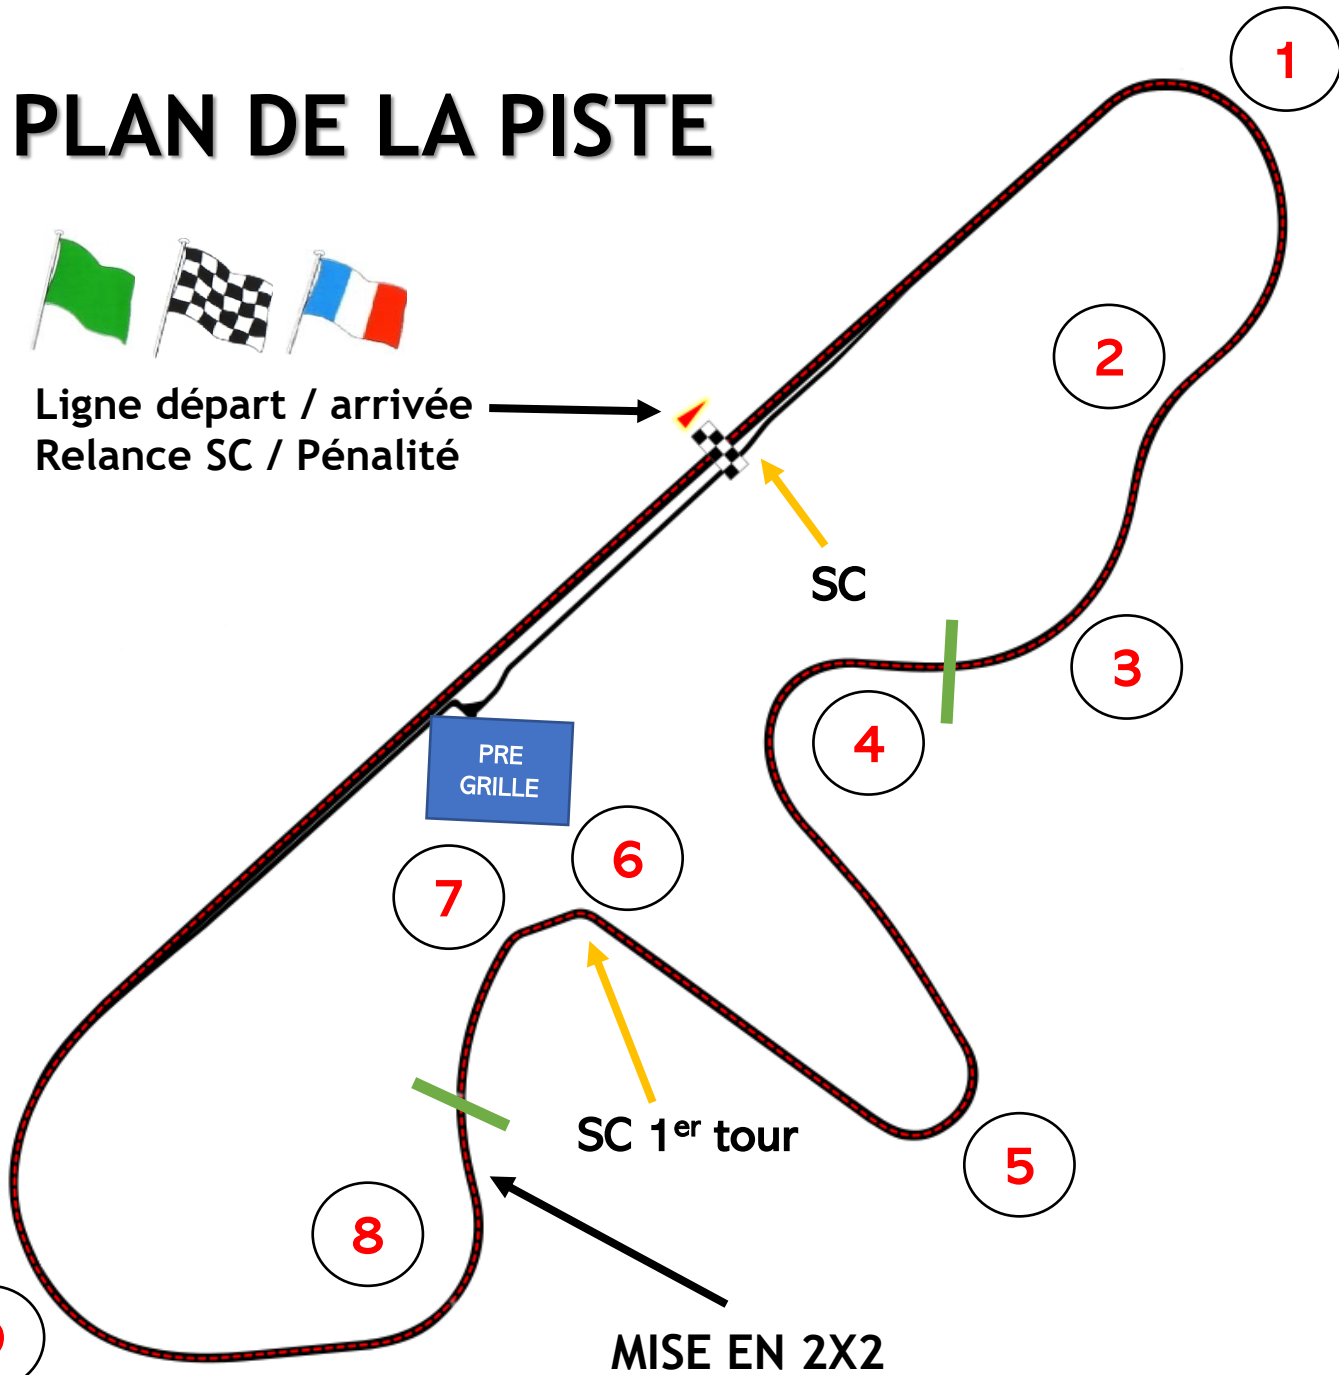 PLAN DE LA PISTE
1
2
Ligne départ / arrivée
Relance SC / Pénalité
SC
3
4
PRE
GRILLE
6
7
SC 1er tour
5
8
MISE EN 2X2